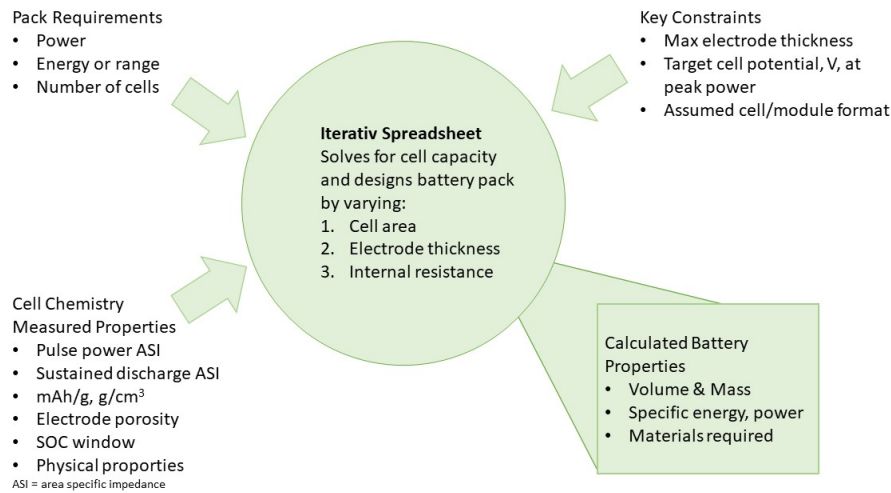 Pack Requirements
• Power
• Energy or range
• Number of cells
Key Constraints
• Max electrode thickness
• Target cell potential, V, at
peak power
• Assumed cell/module format
Iterativ Spreadsheet
Solves for cell capacity
and designs battery pack
by varying:
1. Cell area
2. Electrode thickness
3. Internal resistance
Cell Chemistry
Measured Properties
• Pulse power ASI
• Sustained discharge ASI
• mAh/g, g/cm³
• Electrode porosity
• SOC window
• Physical properties
ASI = area specific impedance
Calculated Battery
Properties
• Volume & Mass
• Specific energy, power
• Materials required